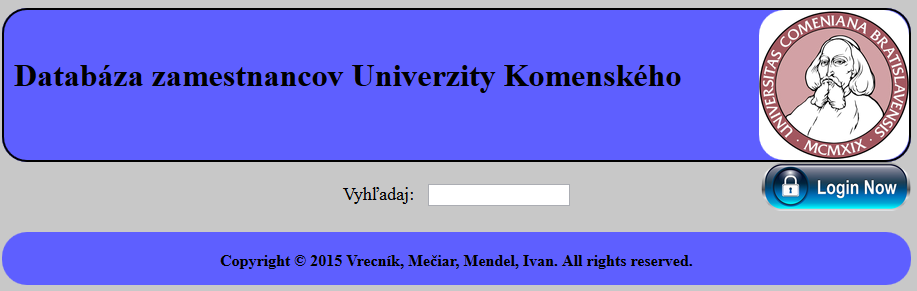 Databáza zamestnancov Univerzity Komenského
UNIVERSITAS COMENIANA BRATISLAVENSIS
· MCMXIX ·
Vyhľadaj:
Login Now
Copyright © 2015 Vrecník, Mečiar, Mendel, Ivan. All rights reserved.